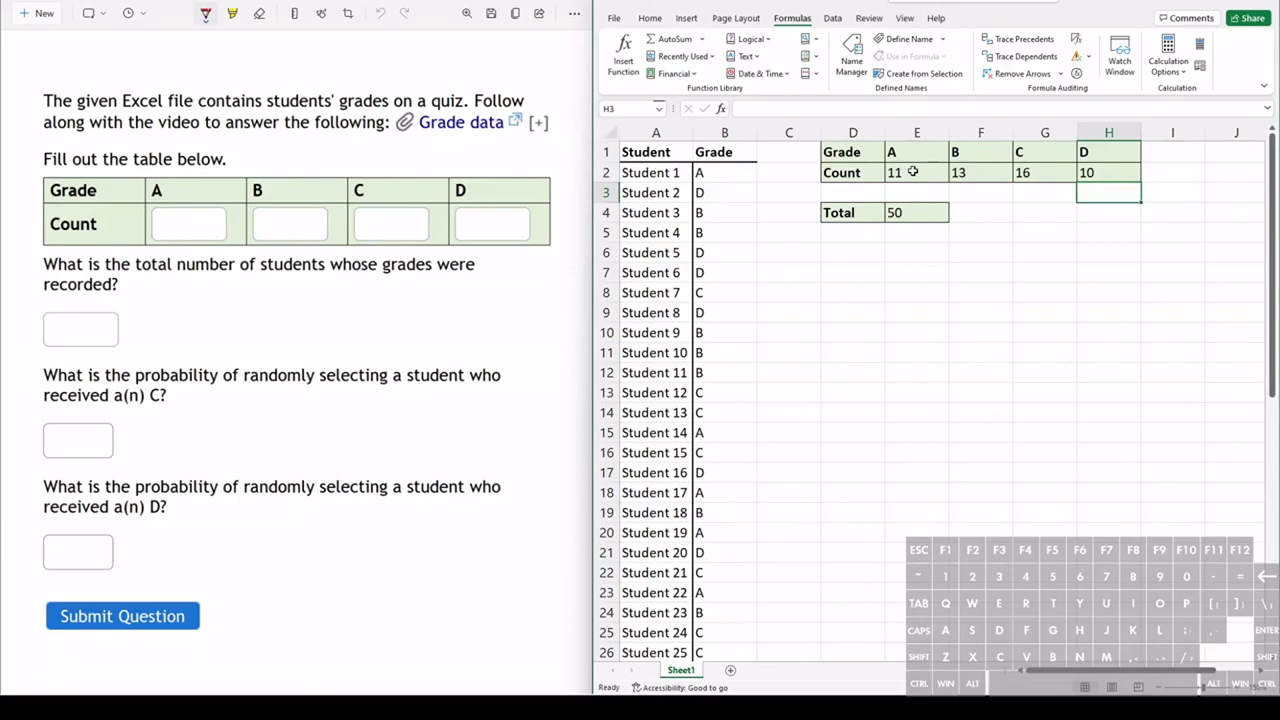 New
The given Excel file contains students' grades on a quiz. Follow
along with the video to answer the following: Grade data [+]
Fill out the table below.
Grade A B C D
Count
What is the total number of students whose grades were
recorded?
What is the probability of randomly selecting a student who
received a(n) C?
What is the probability of randomly selecting a student who
received a(n) D?
Submit Question
File Home Insert Page Layout Formulas Data Review View Help Comments Share
fx Insert Function
AutoSum Logical
Recently Used Text
Financial Date & Time
Function Library
Name Manager
Define Name
Use in Formula
Create from Selection
Defined Names
Trace Precedents
Trace Dependents
Remove Arrows
Formula Auditing
Watch Window
Calculation Options
Calculation
H3 fx
A B C D E F G H I J
1 Student Grade Grade A B C D
2 Student 1 A Count 11 13 16 10
3 Student 2 D
4 Student 3 B Total 50
5 Student 4 B
6 Student 5 D
7 Student 6 D
8 Student 7 C
9 Student 8 D
10 Student 9 B
11 Student 10 B
12 Student 11 B
13 Student 12 C
14 Student 13 C
15 Student 14 A
16 Student 15 C
17 Student 16 D
18 Student 17 A
19 Student 18 B
20 Student 19 A
21 Student 20 D
22 Student 21 C
23 Student 22 A
24 Student 23 B
25 Student 24 C
26 Student 25 C
Sheet1
Ready Accessibility: Good to go
ESC F1 F2 F3 F4 F5 F6 F7 F8 F9 F10 F11 F12
~ 1 2 3 4 5 6 7 8 9 0 - =
TAB Q W E R T Y U I O P [ ] \
CAPS A S D F G H J K L ; ENTER
SHIFT Z X C V B N M SHIFT
CTRL WIN ALT ALT WIN CTRL